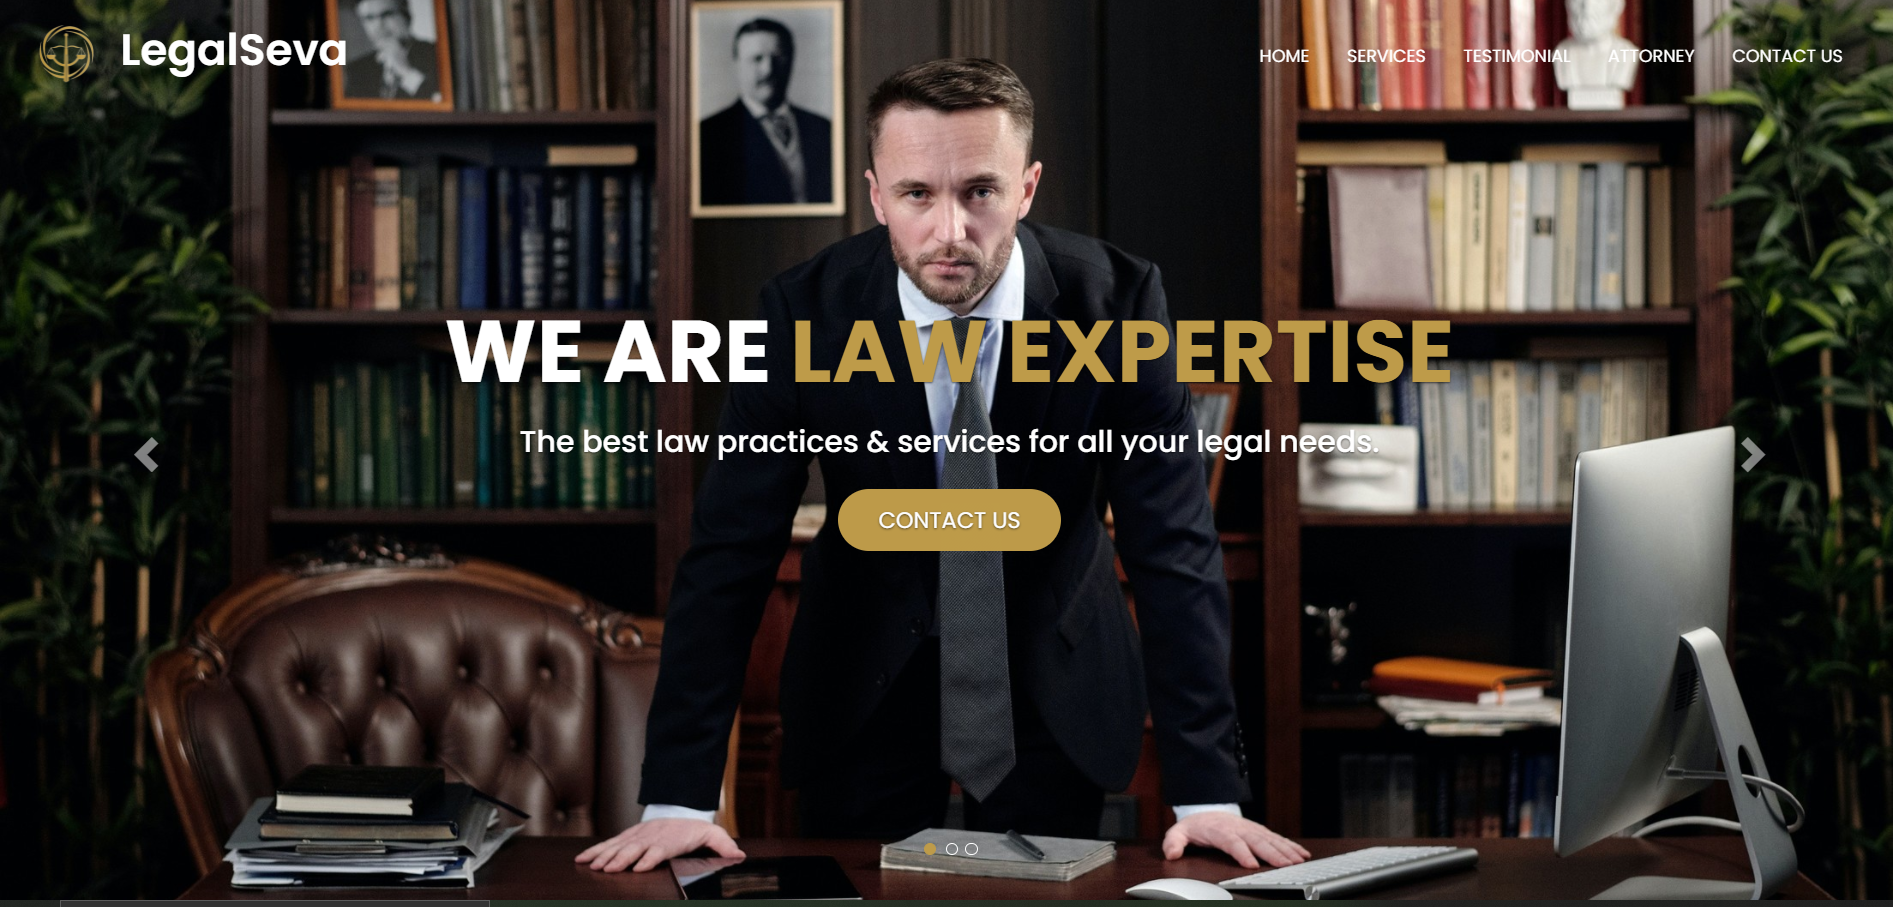 LegalSeva
HOME SERVICES TESTIMONIAL ATTORNEY CONTACT US
WE ARE LAW EXPERTISE
The best law practices & services for all your legal needs.
CONTACT US